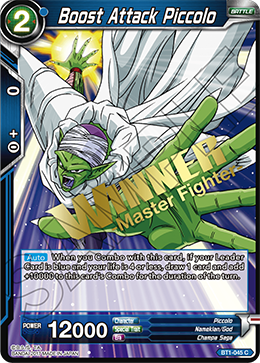 2
Boost Attack Piccolo
BATTLE
0 + 0
WINNER
Master Fighter
Auto When you Combo with this card, if your Leader
Card is blue and your life is 4 or less, draw 1 card and add
+10000 to this card's Combo for the duration of the turn.
POWER 12000
Character Piccolo
Special Trait Namekian/God
Era Champa Saga
BT1-045 C